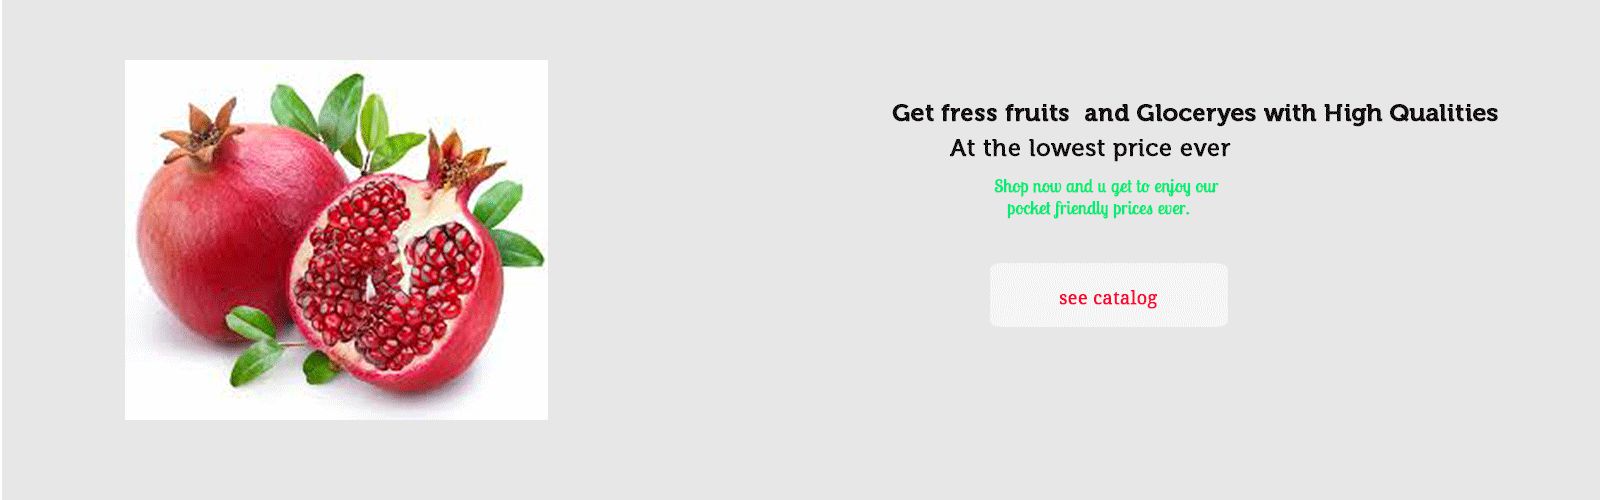 Get fress fruits and Gloceryes with High Qualities
At the lowest price ever
Shop now and u get to enjoy our
pocket friendly prices ever.
see catalog